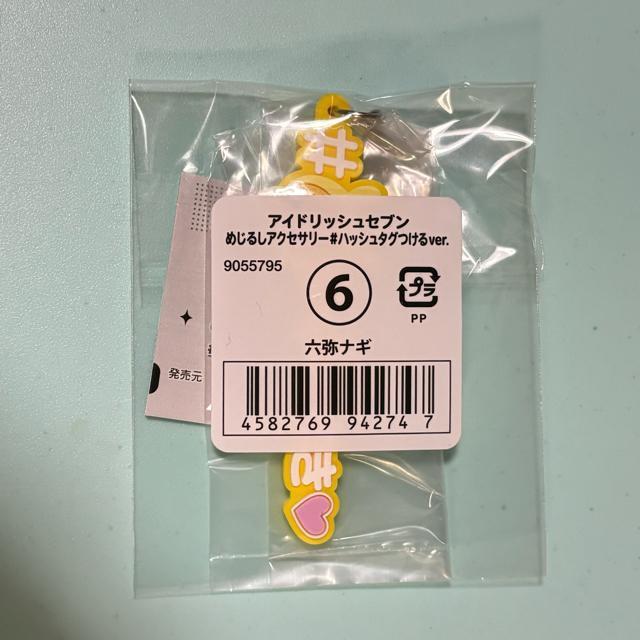 #
アイドリッシュセブン
めじるしアクセサリー#ハッシュタグつけるver.
9055795
6
プラ
PP
六弥ナギ
発売元
4582769 94274 7